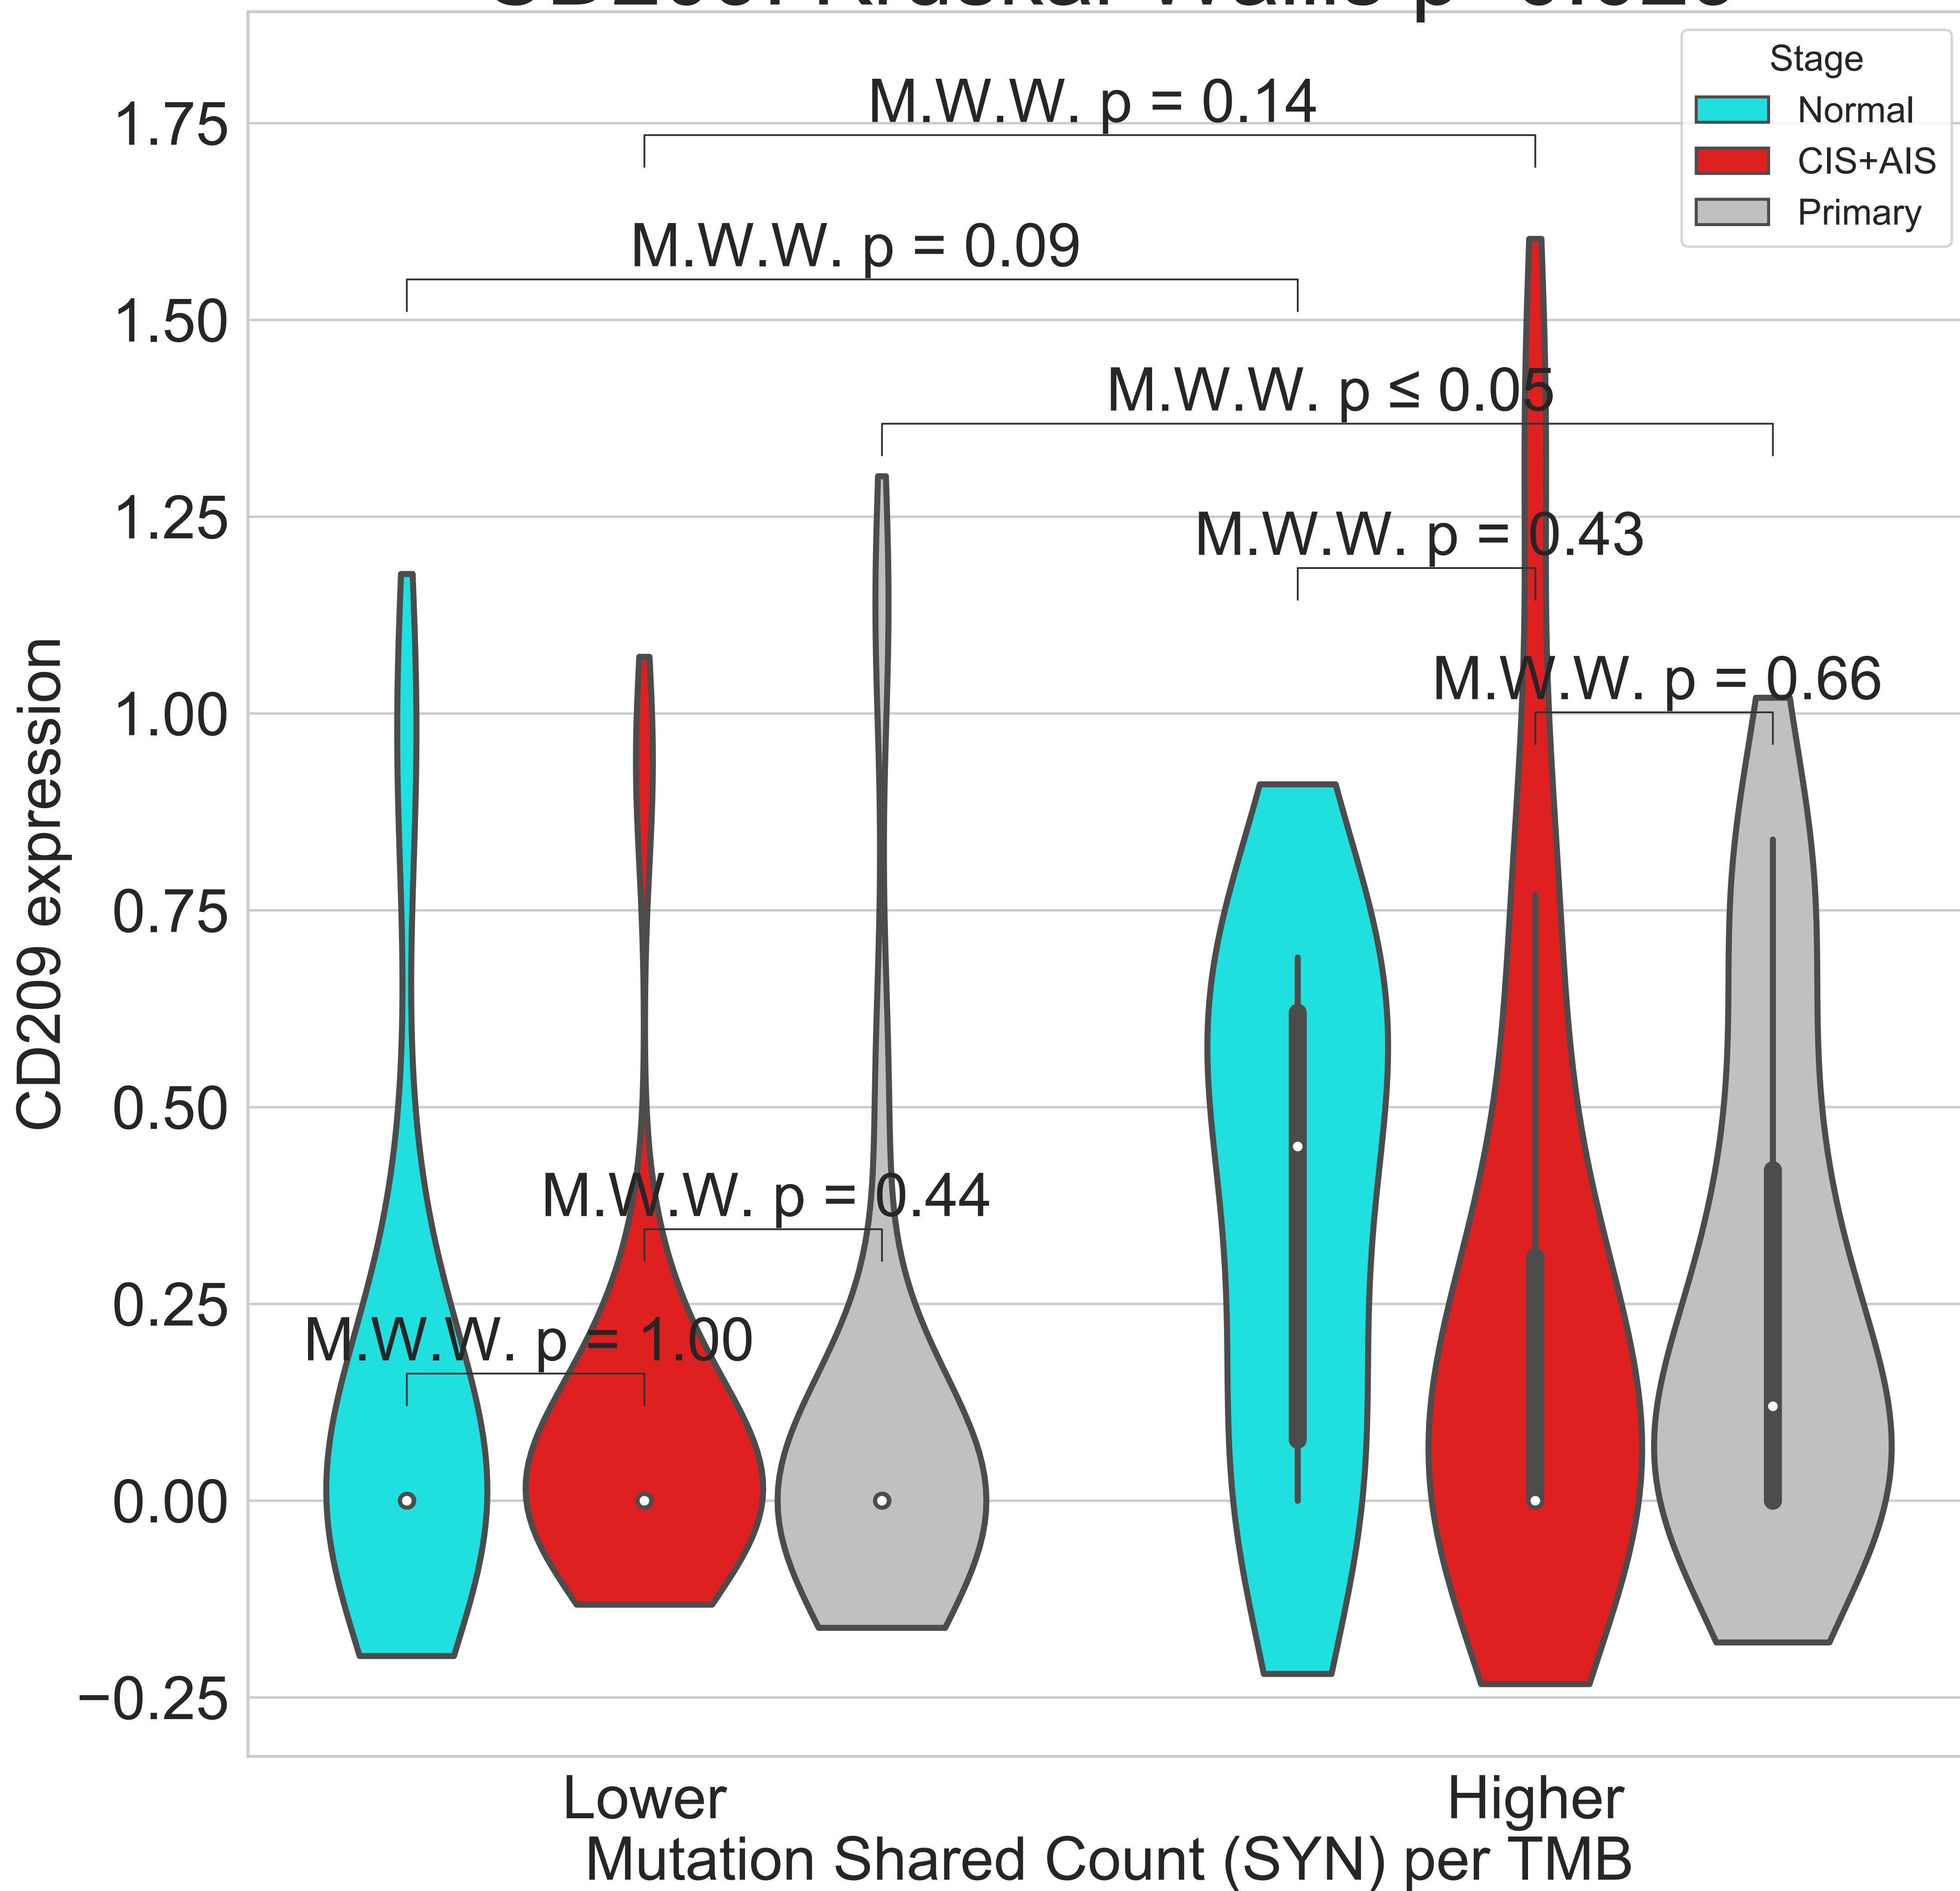 Stage
Normal
CIS+AIS
Primary
M.W.W. p = 0.14
M.W.W. p = 0.09
M.W.W. p ≤ 0.05
M.W.W. p = 0.43
M.W.W. p = 0.66
M.W.W. p = 0.44
M.W.W. p = 1.00
1.75
1.50
1.25
1.00
0.75
0.50
0.25
0.00
−0.25
CD209 expression
Lower
Higher
Mutation Shared Count (SYN) per TMB